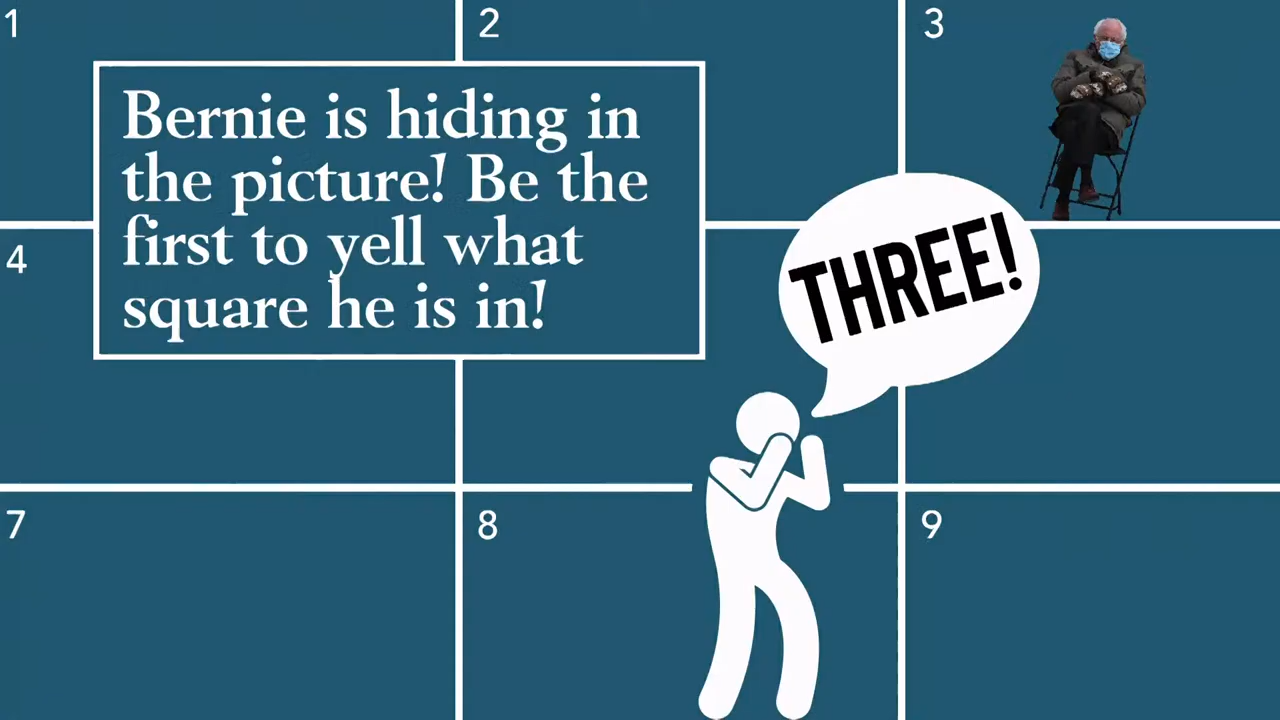 1
2
3
Bernie is hiding in
the picture! Be the
first to yell what
square he is in!
THREE!
4
7
8
9